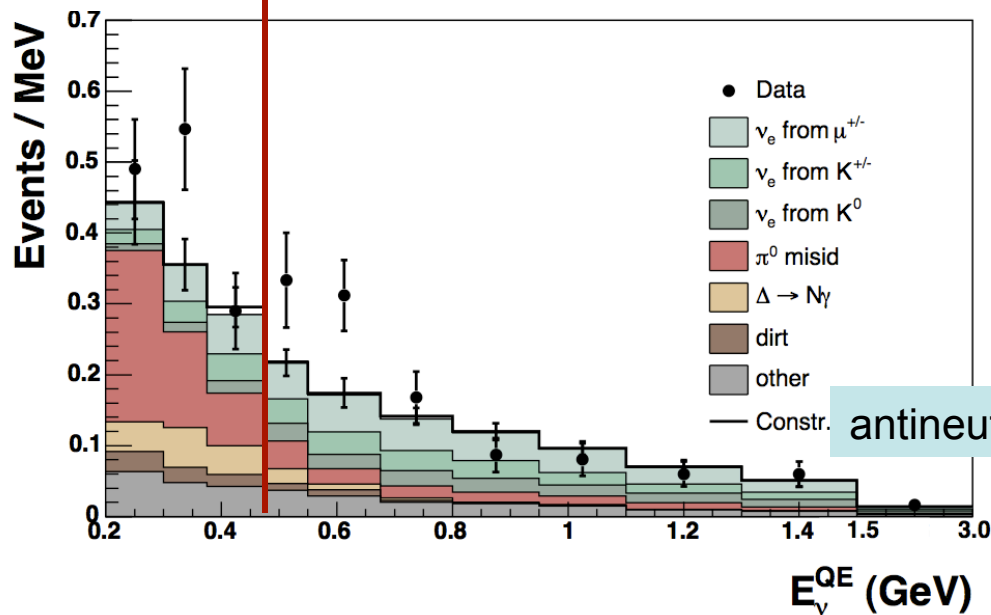 Events / MeV
0.7
0.6
0.5
0.4
0.3
0.2
0.1
0
Data
νe from μ+/-
νe from K+/-
νe from K0
π0 misid
Δ → Nγ
dirt
other
Constr.
antineu
0.2 0.4 0.6 0.8 1 1.2 1.4 1.5 3.0
EνQE (GeV)